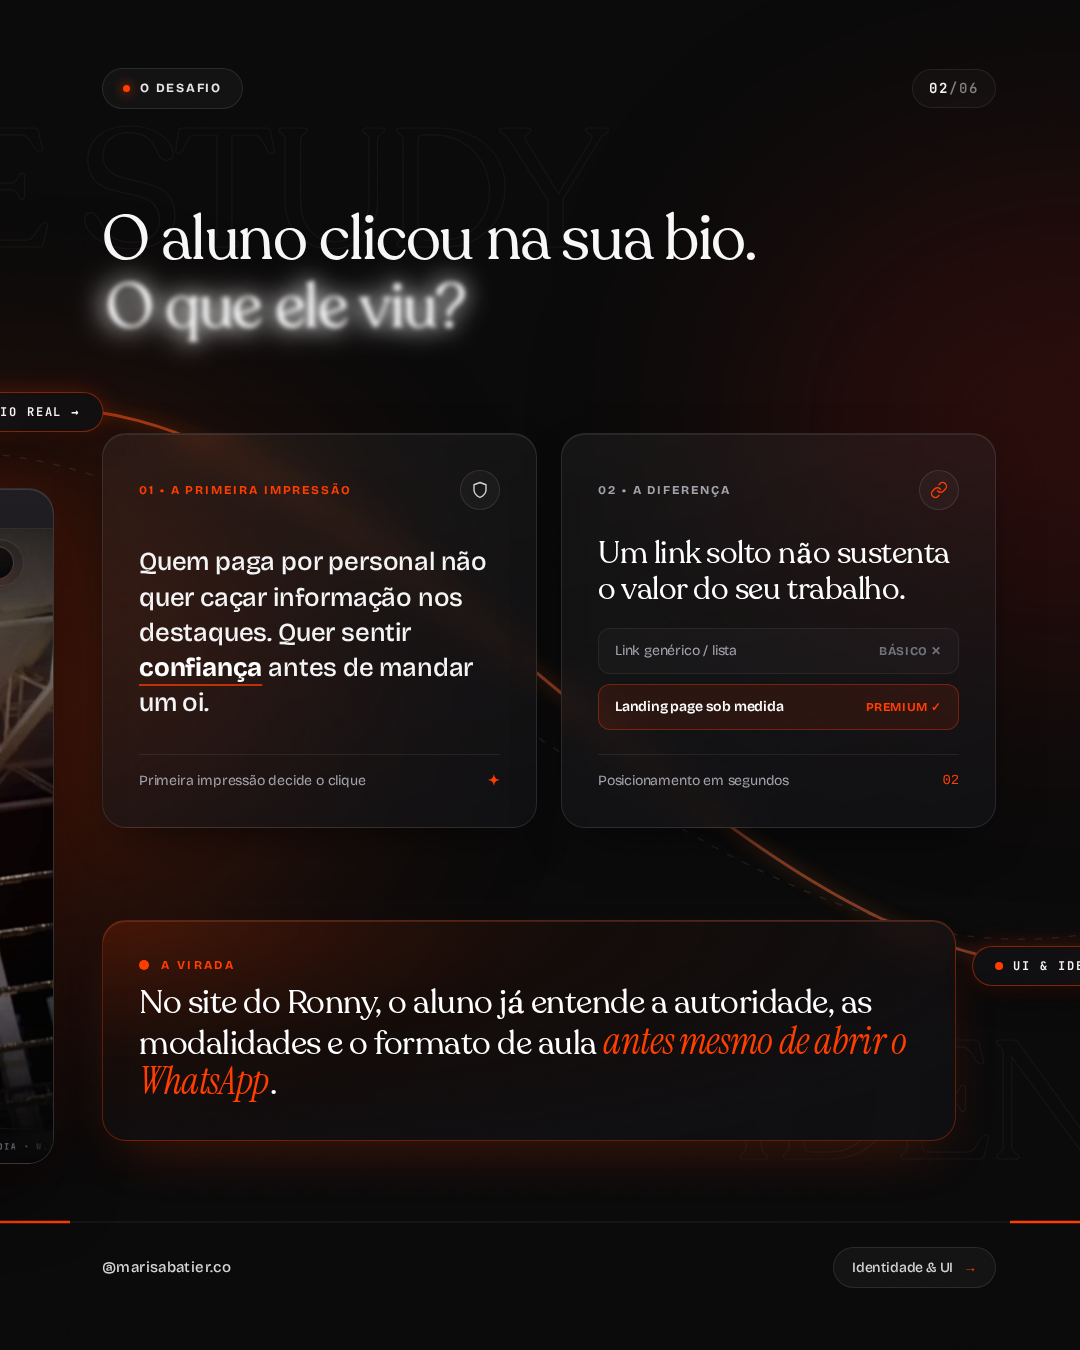 O DESAFIO
02/06
E STUDY
O aluno clicou na sua bio.
O que ele viu?
IO REAL →
01 • A PRIMEIRA IMPRESSÃO
Quem paga por personal não
quer caçar informação nos
destaques. Quer sentir
confiança antes de mandar
um oi.
Primeira impressão decide o clique ✦
02 • A DIFERENÇA
Um link solto não sustenta
o valor do seu trabalho.
Link genérico / lista BÁSICO ✕
Landing page sob medida PREMIUM ✓
Posicionamento em segundos 02
A VIRADA
No site do Ronny, o aluno já entende a autoridade, as
modalidades e o formato de aula antes mesmo de abrir o
WhatsApp.
UI & IDE
IDEN
DIA • W
@marisabatier.co
Identidade & UI →